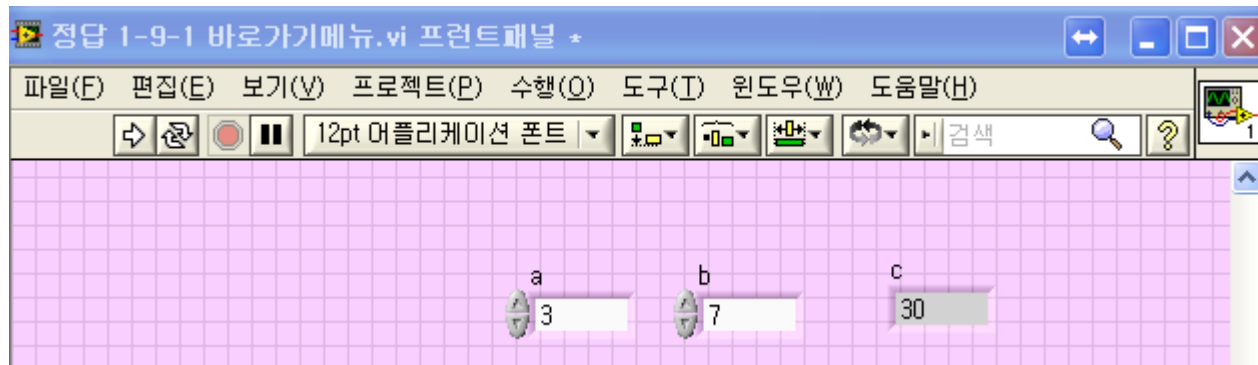 정답 1-9-1 바로가기메뉴.vi 프런트패널 *
파일(F) 편집(E) 보기(V) 프로젝트(P) 수행(O) 도구(T) 윈도우(W) 도움말(H)
12pt 어플리케이션 폰트 검색
a b c
3 7 30